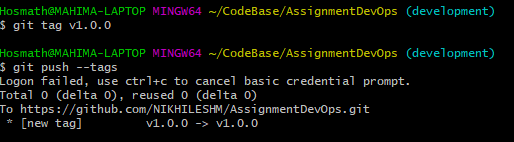 Hosmath@MAHIMA-LAPTOP MINGW64 ~/CodeBase/AssignmentDevOps (development)
$ git tag v1.0.0
Hosmath@MAHIMA-LAPTOP MINGW64 ~/CodeBase/AssignmentDevOps (development)
$ git push --tags
Logon failed, use ctrl+c to cancel basic credential prompt.
Total 0 (delta 0), reused 0 (delta 0)
To https://github.com/NIKHILESHM/AssignmentDevOps.git
 * [new tag]         v1.0.0 -> v1.0.0